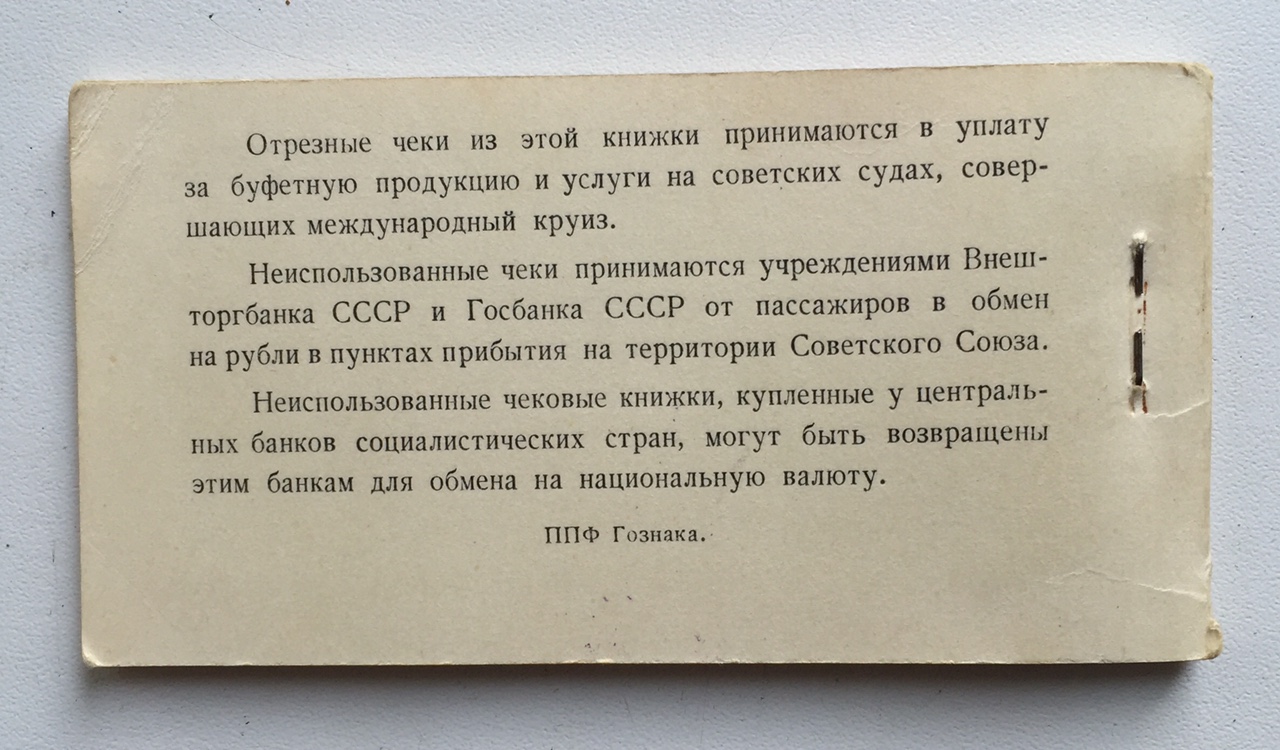 Отрезные чеки из этой книжки принимаются в уплату
за буфетную продукцию и услуги на советских судах, совер-
шающих международный круиз.
Неиспользованные чеки принимаются учреждениями Внеш-
торгбанка СССР и Госбанка СССР от пассажиров в обмен
на рубли в пунктах прибытия на территории Советского Союза.
Неиспользованные чековые книжки, купленные у централь-
ных банков социалистических стран, могут быть возвращены
этим банкам для обмена на национальную валюту.
ППФ Гознака.